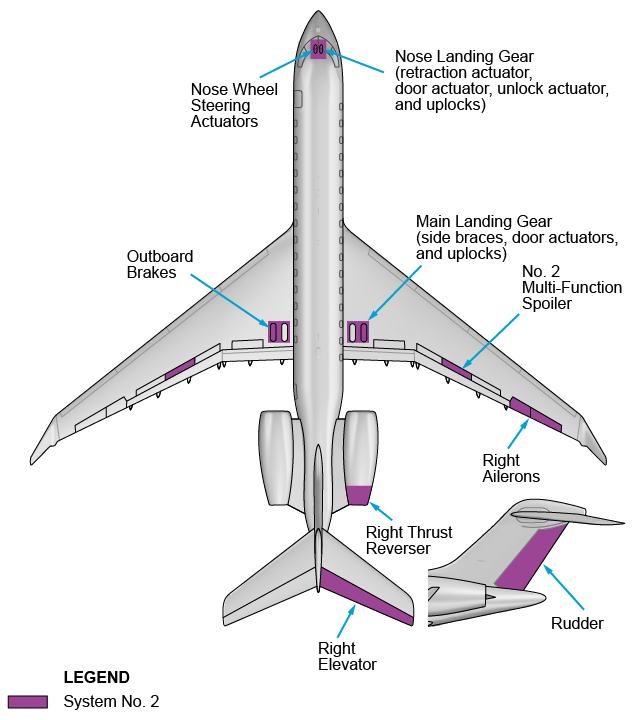 Nose Landing Gear
(retraction actuator,
door actuator, unlock actuator,
and uplocks)
Nose Wheel
Steering
Actuators
Main Landing Gear
(side braces, door actuators,
and uplocks)
Outboard
Brakes
No. 2
Multi-Function
Spoiler
Right
Ailerons
Right Thrust
Reverser
Rudder
Right
Elevator
LEGEND
System No. 2